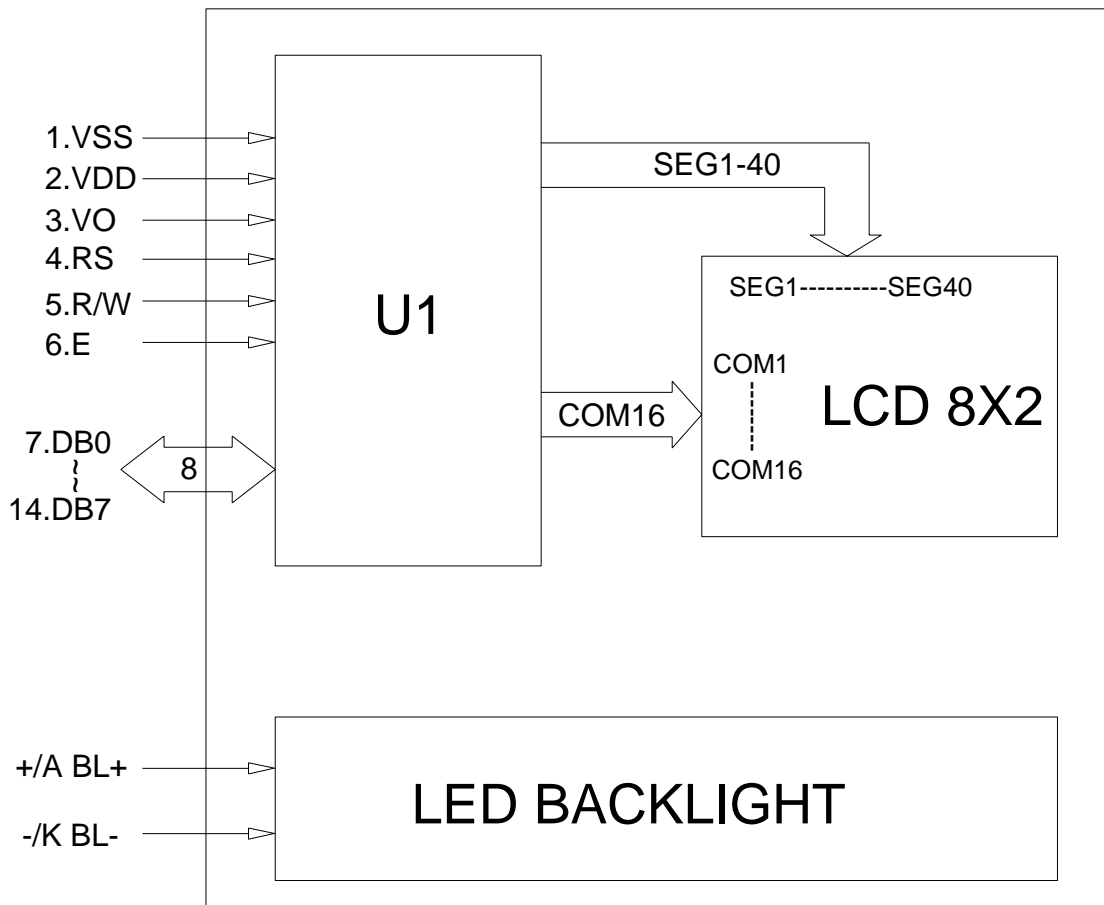 1.VSS
2.VDD
3.VO
4.RS
5.R/W
6.E
7.DB0
~
~
14.DB7
8
U1
SEG1-40
COM16
SEG1----------SEG40
COM1
COM16
LCD 8X2
+/A BL+
-/K BL-
LED BACKLIGHT